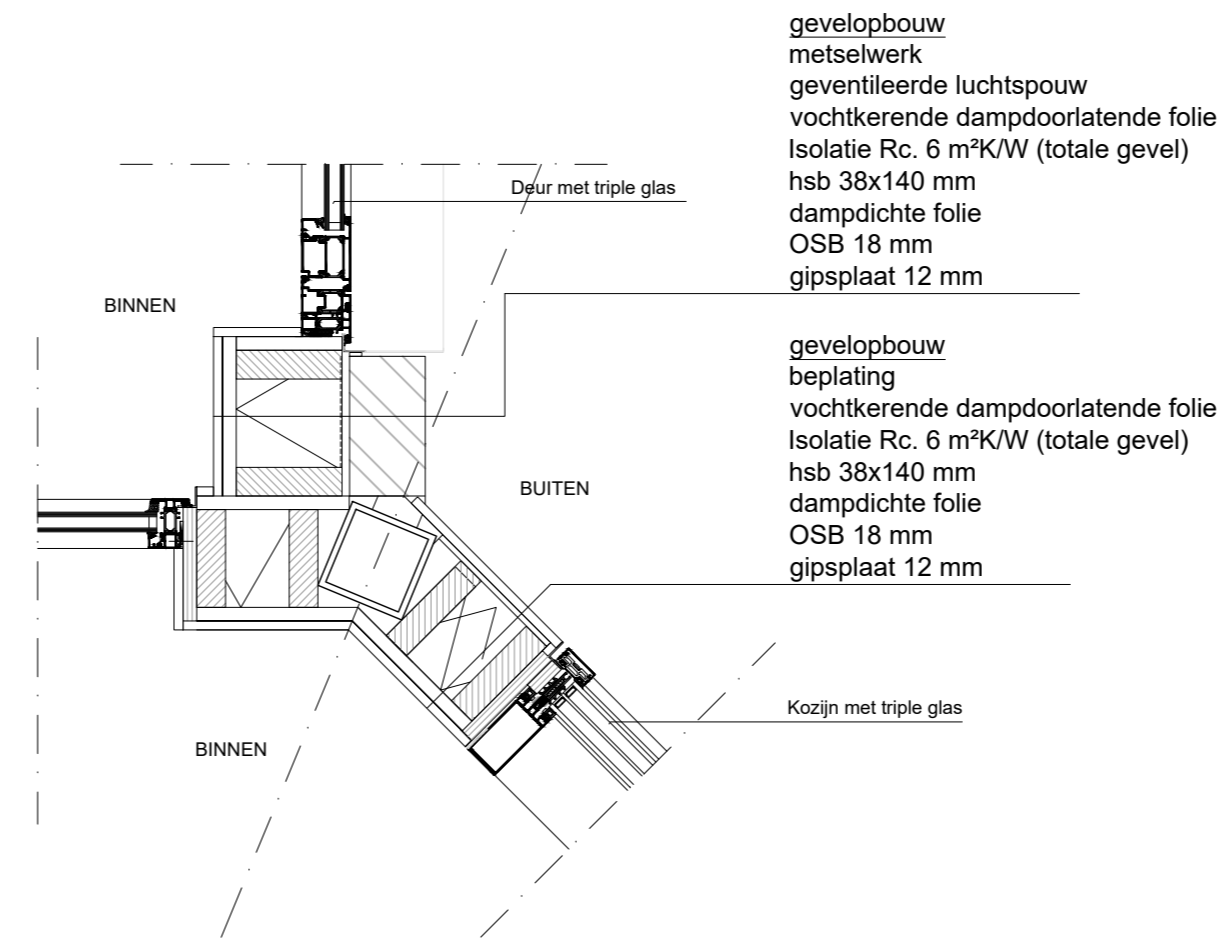 gevelopbouw
metselwerk
geventileerde luchtspouw
vochtkerende dampdoorlatende folie
Isolatie Rc. 6 m²K/W (totale gevel)
hsb 38x140 mm
dampdichte folie
OSB 18 mm
gipsplaat 12 mm
Deur met triple glas
BINNEN
gevelopbouw
beplating
vochtkerende dampdoorlatende folie
Isolatie Rc. 6 m²K/W (totale gevel)
hsb 38x140 mm
dampdichte folie
OSB 18 mm
gipsplaat 12 mm
BUITEN
Kozijn met triple glas
BINNEN